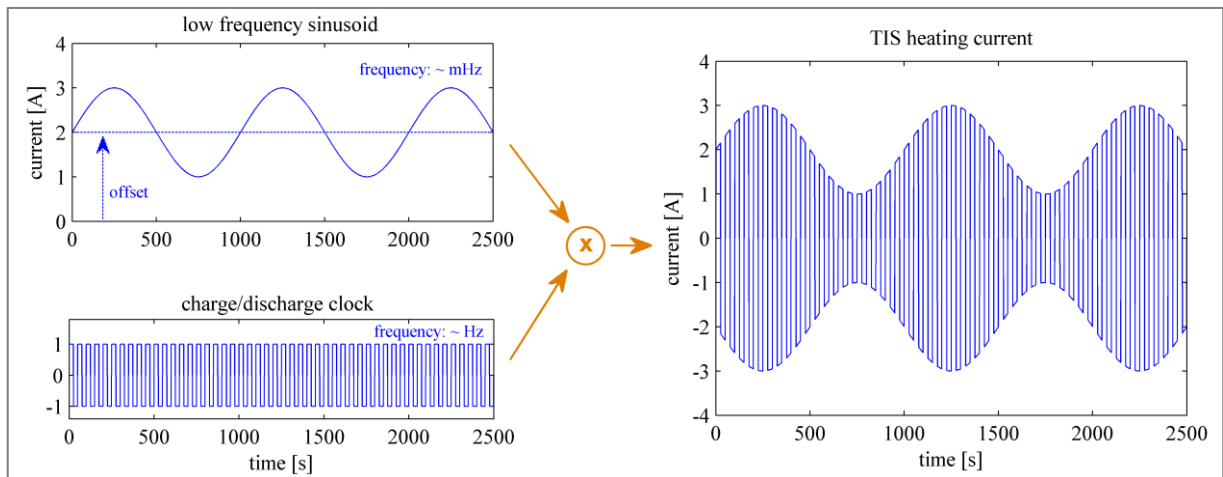 low frequency sinusoid
4
3
2
1
0
current [A]
frequency: ~ mHz
offset
0 500 1000 1500 2000 2500
charge/discharge clock
1
0
-1
frequency: ~ Hz
0 500 1000 1500 2000 2500
time [s]
x
TIS heating current
4
3
2
1
0
-1
-2
-3
-4
current [A]
0 500 1000 1500 2000 2500
time [s]